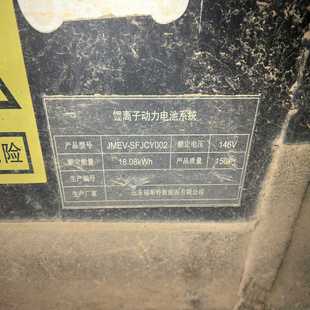 险
锂离子动力电池系统
产品型号 JMEV-SFJCY002 额定电压 146V
额定能量 16.08kWh 产品质量 150kg
生产编号
生产厂家